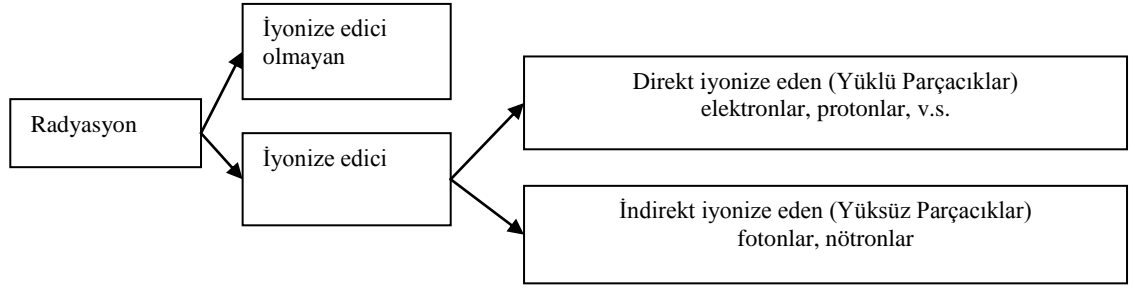 Radyasyon
İyonize edici
olmayan
İyonize edici
Direkt iyonize eden (Yüklü Parçacıklar)
elektronlar, protonlar, v.s.
İndirekt iyonize eden (Yüksüz Parçacıklar)
fotonlar, nötronlar